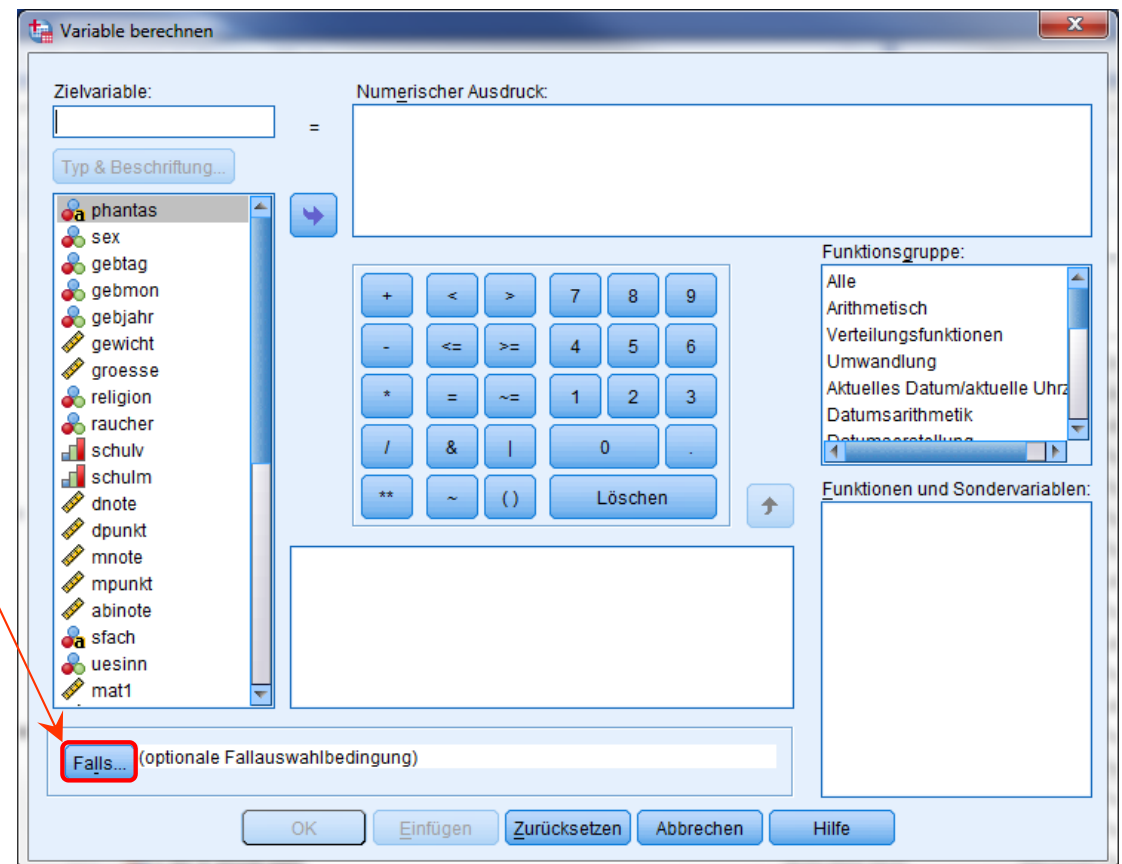 Variable berechnen
Zielvariable:
Numerischer Ausdruck:
=
Typ & Beschriftung...
phantas
sex
gebtag
gebmon
gebjahr
gewicht
groesse
religion
raucher
schulv
schulm
dnote
dpunkt
mnote
mpunkt
abinote
sfach
uesinn
mat1
+ < > 7 8 9
- <= >= 4 5 6
* = ~= 1 2 3
/ & | 0 .
** ~ ( ) Löschen
Funktionsgruppe:
Alle
Arithmetisch
Verteilungsfunktionen
Umwandlung
Aktuelles Datum/aktuelle Uhrz
Datumsarithmetik
Datumserstellung
Funktionen und Sondervariablen:
Falls... (optionale Fallauswahlbedingung)
OK Einfügen Zurücksetzen Abbrechen Hilfe